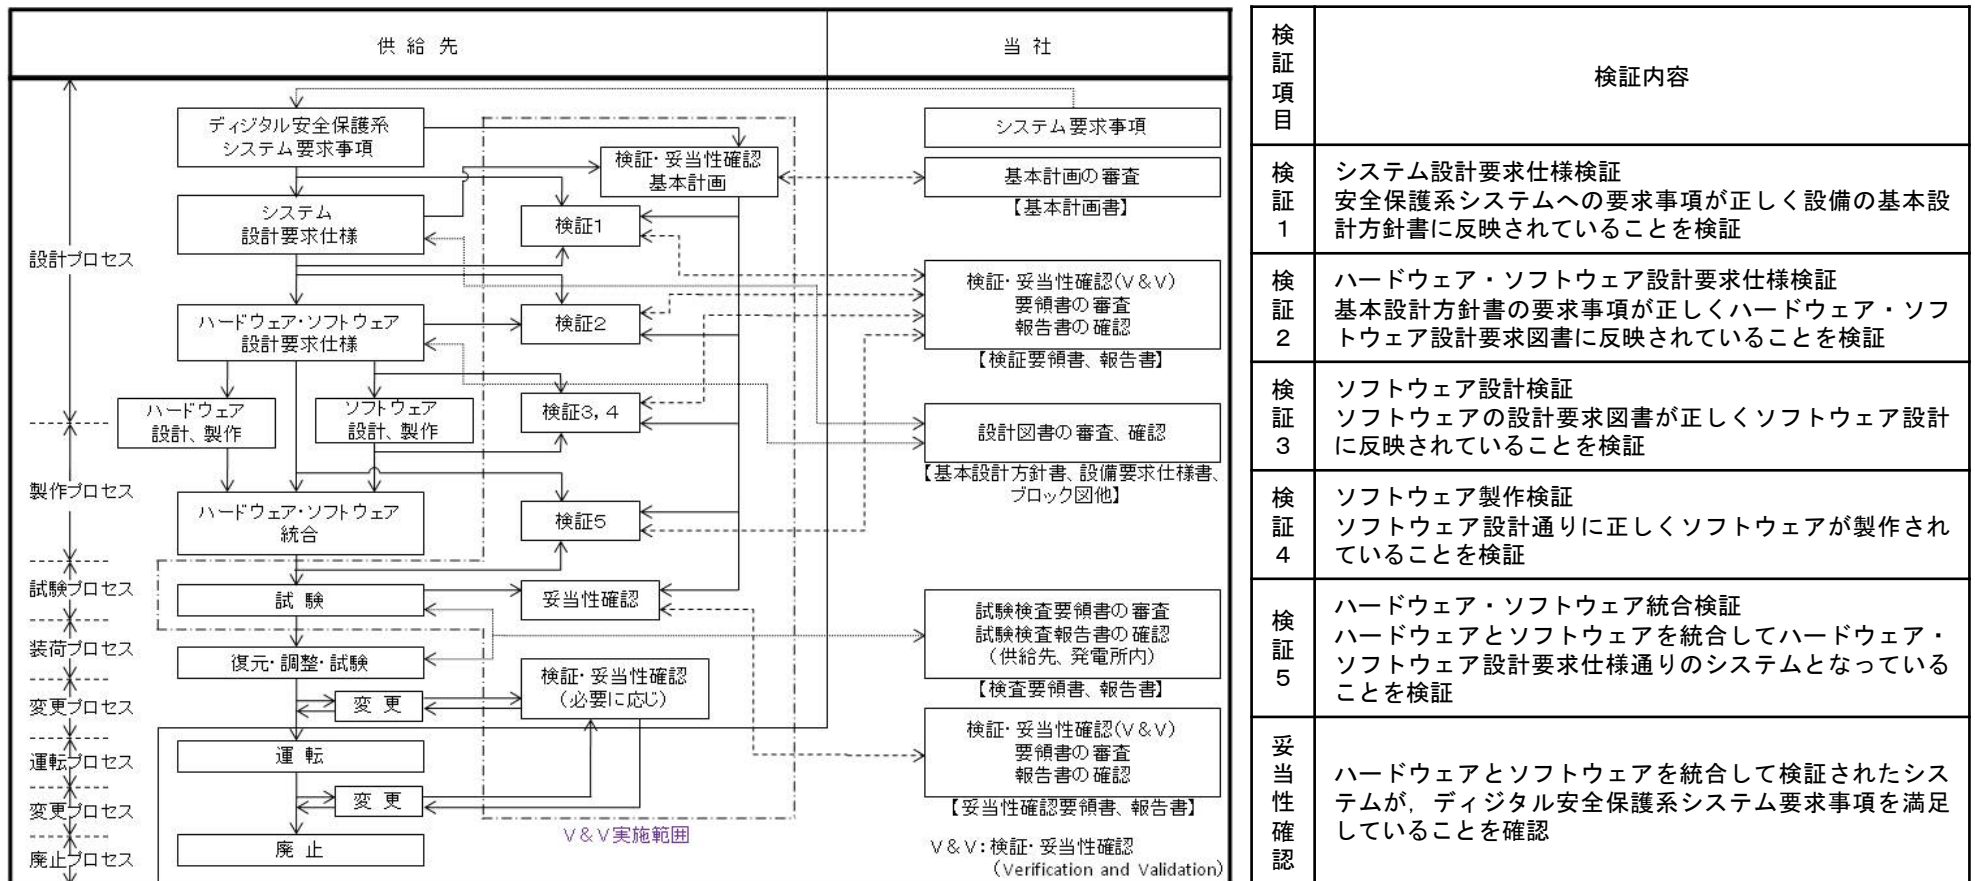 供 給 先
当 社
ディジタル安全保護系
システム要求事項
システム要求事項
検証・妥当性確認
基本計画
基本計画の審査
【基本計画書】
システム
設計要求仕様
検証1
設計プロセス
検証・妥当性確認(V&V)
要領書の審査
報告書の確認
【検証要領書、報告書】
ハードウェア・ソフトウェア
設計要求仕様
検証2
ハードウェア
設計、製作
ソフトウェア
設計、製作
検証3, 4
設計図書の審査、確認
【基本設計方針書、設備要求仕様書、
ブロック図他】
製作プロセス
ハードウェア・ソフトウェア
統合
検証5
試験プロセス
試 験
妥当性確認
試験検査要領書の審査
試験検査報告書の確認
(供給先、発電所内)
【検査要領書、報告書】
装荷プロセス
復元・調整・試験
検証・妥当性確認
(必要に応じ)
変更プロセス
変 更
検証・妥当性確認(V&V)
要領書の審査
報告書の確認
【妥当性確認要領書、報告書】
運転プロセス
運 転
変更プロセス
変 更
V&V実施範囲
廃止プロセス
廃 止
V&V:検証・妥当性確認
(Verification and Validation)
検証項目
検証内容
検証1
システム設計要求仕様検証
安全保護系システムへの要求事項が正しく設備の基本設
計方針書に反映されていることを検証
検証2
ハードウェア・ソフトウェア設計要求仕様検証
基本設計方針書の要求事項が正しくハードウェア・ソフ
トウェア設計要求図書に反映されていることを検証
検証3
ソフトウェア設計検証
ソフトウェアの設計要求図書が正しくソフトウェア設計
に反映されていることを検証
検証4
ソフトウェア製作検証
ソフトウェア設計通りに正しくソフトウェアが製作され
ていることを検証
検証5
ハードウェア・ソフトウェア統合検証
ハードウェアとソフトウェアを統合してハードウェア・
ソフトウェア設計要求仕様通りのシステムとなっている
ことを検証
妥当性確認
ハードウェアとソフトウェアを統合して検証されたシス
テムが，ディジタル安全保護系システム要求事項を満足
していることを確認